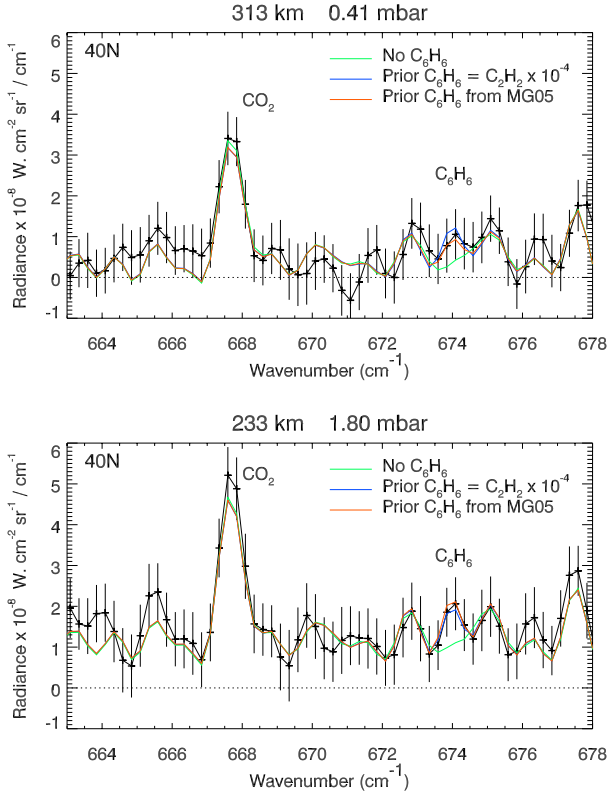 313 km 0.41 mbar
40N
No C₆H₆
Prior C₆H₆ = C₂H₂ x 10⁻⁴
Prior C₆H₆ from MG05
CO₂
C₆H₆
Radiance x 10⁻⁸ W. cm⁻² sr⁻¹ / cm⁻¹
6
5
4
3
2
1
0
-1
664 666 668 670 672 674 676 678
Wavenumber (cm⁻¹)
233 km 1.80 mbar
40N
No C₆H₆
Prior C₆H₆ = C₂H₂ x 10⁻⁴
Prior C₆H₆ from MG05
CO₂
C₆H₆
Radiance x 10⁻⁸ W. cm⁻² sr⁻¹ / cm⁻¹
6
5
4
3
2
1
0
-1
664 666 668 670 672 674 676 678
Wavenumber (cm⁻¹)